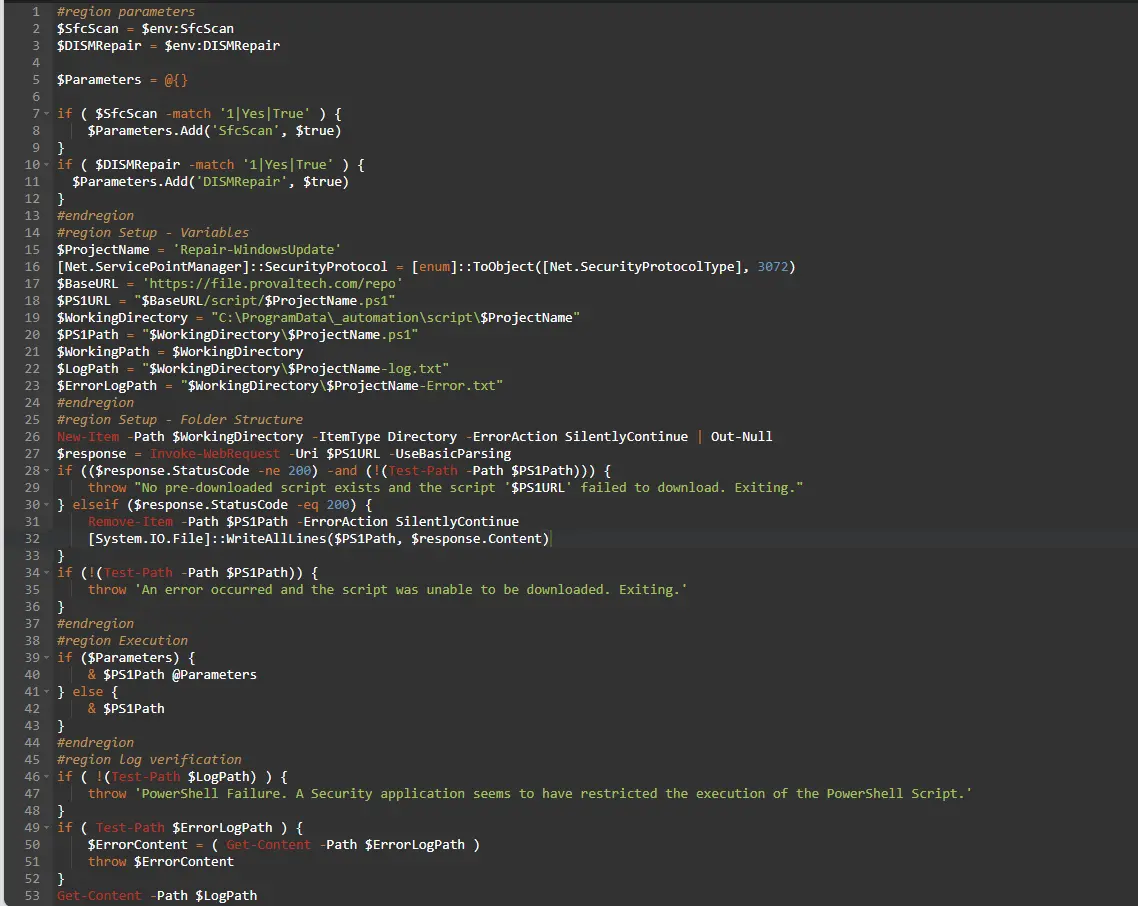 1 #region parameters
2 $SfcScan = $env:SfcScan
3 $DISMRepair = $env:DISMRepair
4
5 $Parameters = @{}
6
7 if ( $SfcScan -match '1|Yes|True' ) {
8     $Parameters.Add('SfcScan', $true)
9 }
10 if ( $DISMRepair -match '1|Yes|True' ) {
11   $Parameters.Add('DISMRepair', $true)
12 }
13 #endregion
14 #region Setup - Variables
15 $ProjectName = 'Repair-WindowsUpdate'
16 [Net.ServicePointManager]::SecurityProtocol = [enum]::ToObject([Net.SecurityProtocolType], 3072)
17 $BaseURL = 'https://file.provaltech.com/repo'
18 $PS1URL = "$BaseURL/script/$ProjectName.ps1"
19 $WorkingDirectory = "C:\ProgramData\_automation\script\$ProjectName"
20 $PS1Path = "$WorkingDirectory\$ProjectName.ps1"
21 $WorkingPath = $WorkingDirectory
22 $LogPath = "$WorkingDirectory\$ProjectName-log.txt"
23 $ErrorLogPath = "$WorkingDirectory\$ProjectName-Error.txt"
24 #endregion
25 #region Setup - Folder Structure
26 New-Item -Path $WorkingDirectory -ItemType Directory -ErrorAction SilentlyContinue | Out-Null
27 $response = Invoke-WebRequest -Uri $PS1URL -UseBasicParsing
28 if (($response.StatusCode -ne 200) -and (!(Test-Path -Path $PS1Path))) {
29     throw "No pre-downloaded script exists and the script '$PS1URL' failed to download. Exiting."
30 } elseif ($response.StatusCode -eq 200) {
31     Remove-Item -Path $PS1Path -ErrorAction SilentlyContinue
32     [System.IO.File]::WriteAllLines($PS1Path, $response.Content)
33 }
34 if (!(Test-Path -Path $PS1Path)) {
35     throw 'An error occurred and the script was unable to be downloaded. Exiting.'
36 }
37 #endregion
38 #region Execution
39 if ($Parameters) {
40     & $PS1Path @Parameters
41 } else {
42     & $PS1Path
43 }
44 #endregion
45 #region log verification
46 if ( !(Test-Path $LogPath) ) {
47     throw 'PowerShell Failure. A Security application seems to have restricted the execution of the PowerShell Script.'
48 }
49 if ( Test-Path $ErrorLogPath ) {
50     $ErrorContent = ( Get-Content -Path $ErrorLogPath )
51     throw $ErrorContent
52 }
53 Get-Content -Path $LogPath